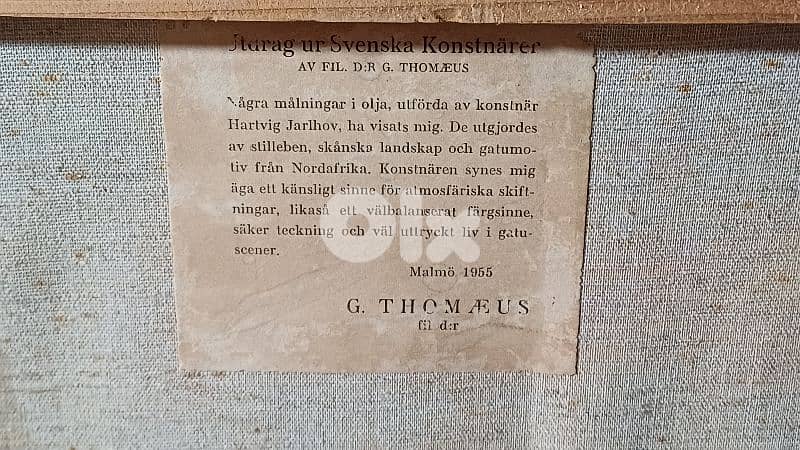 ur Svenska Konstnärer
AV FIL. D:R G. THOMÆUS
Några målningar i olja, utförda av konstnär
Hartvig Jarlhov, ha visats mig. De utgjordes
av stilleben, skånska landskap och gatumo-
tiv från Nordafrika. Konstnären synes mig
äga ett känsligt sinne för atmosfäriska skift-
ningar, likaså ett välbalanserat färgsinne,
säker teckning och väl uttryckt liv i gatu-
scener.
Malmö 1955
G. THOMÆUS
fil d:r
olx